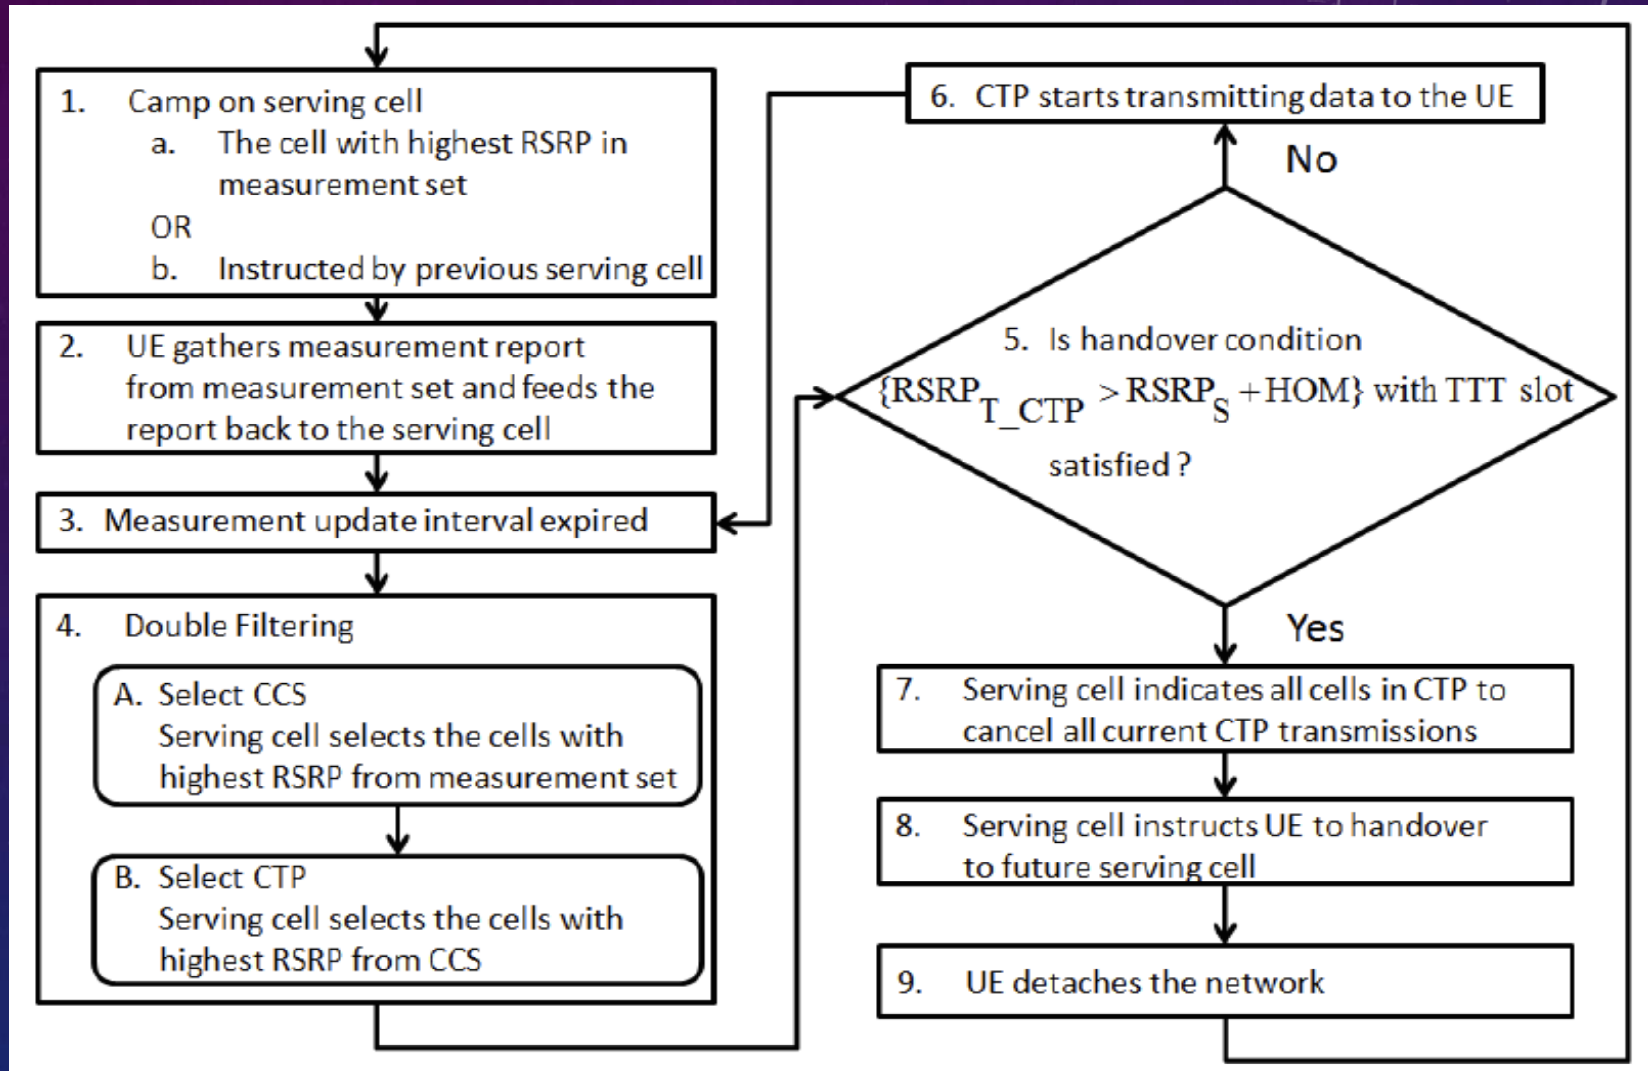 1. Camp on serving cell
a. The cell with highest RSRP in
measurement set
OR
b. Instructed by previous serving cell
2. UE gathers measurement report
from measurement set and feeds the
report back to the serving cell
3. Measurement update interval expired
4. Double Filtering
A. Select CCS
Serving cell selects the cells with
highest RSRP from measurement set
B. Select CTP
Serving cell selects the cells with
highest RSRP from CCS
5. Is handover condition
{RSRP_T_CTP > RSRP_S + HOM} with TTT slot
satisfied ?
No
6. CTP starts transmitting data to the UE
Yes
7. Serving cell indicates all cells in CTP to
cancel all current CTP transmissions
8. Serving cell instructs UE to handover
to future serving cell
9. UE detaches the network